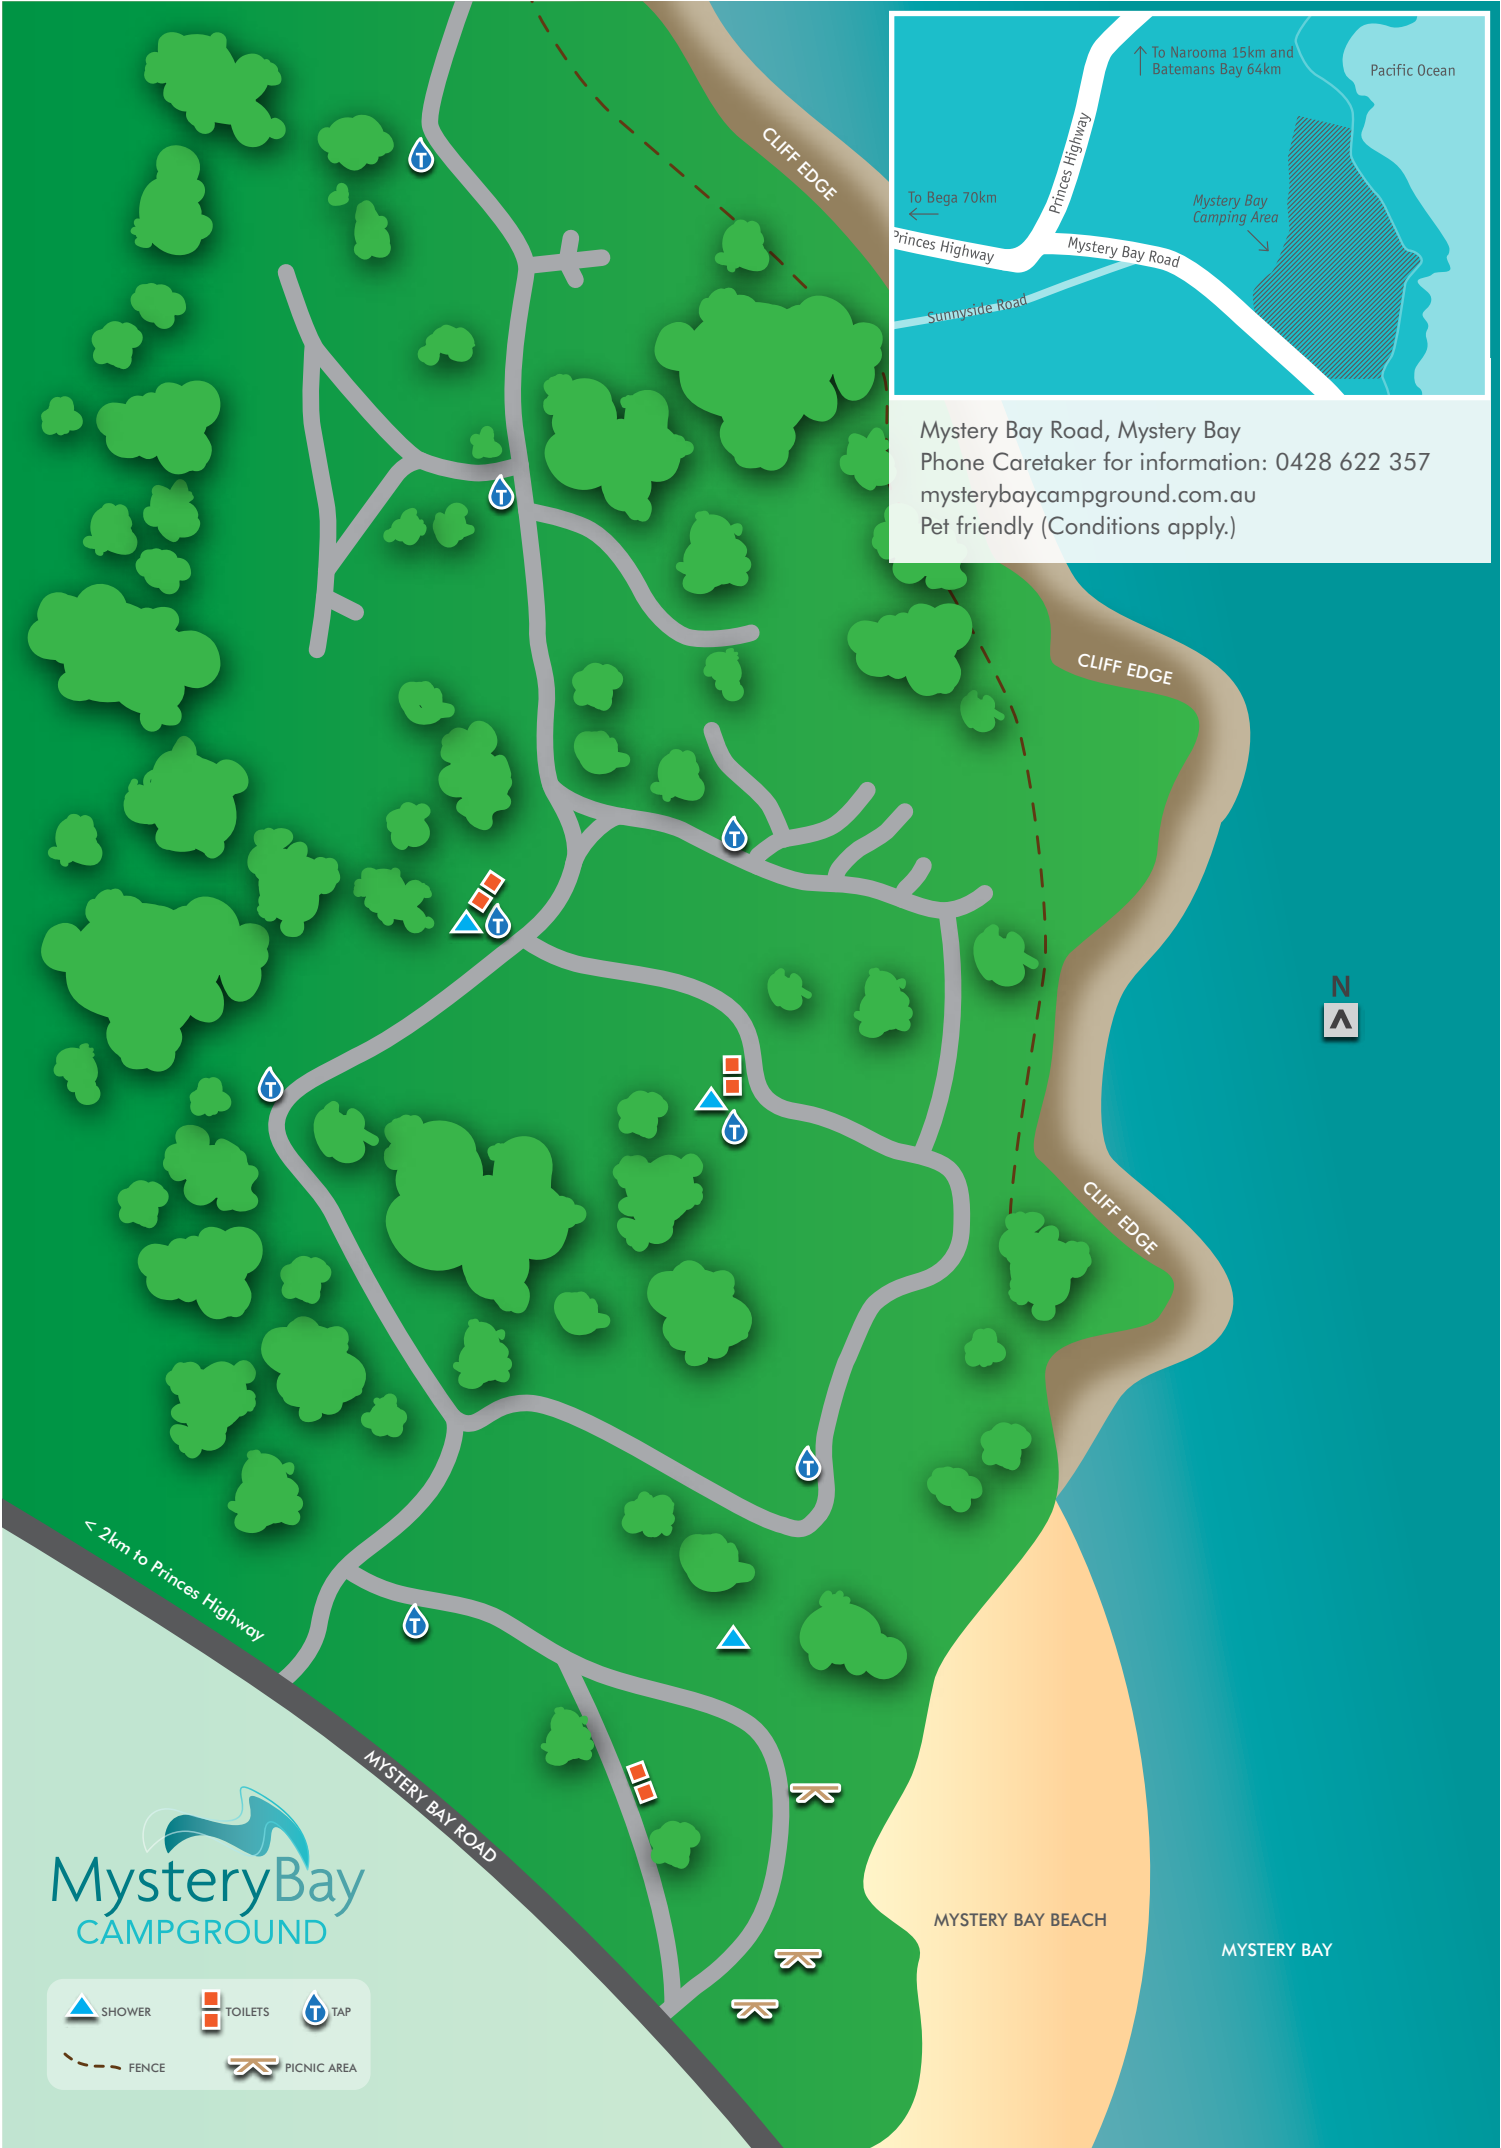 To Narooma 15km and
Batemans Bay 64km
Pacific Ocean
Princes Highway
To Bega 70km
Mystery Bay
Camping Area
Princes Highway
Mystery Bay Road
Sunnyside Road
Mystery Bay Road, Mystery Bay
Phone Caretaker for information: 0428 622 357
mysterybaycampground.com.au
Pet friendly (Conditions apply.)
CLIFF EDGE
T
T
CLIFF EDGE
T
T
N
T
T
CLIFF EDGE
T
< 2km to Princes Highway
T
MYSTERY BAY ROAD
MYSTERY BAY BEACH
MYSTERY BAY
MysteryBay
CAMPGROUND
SHOWER
TOILETS
T
TAP
FENCE
PICNIC AREA